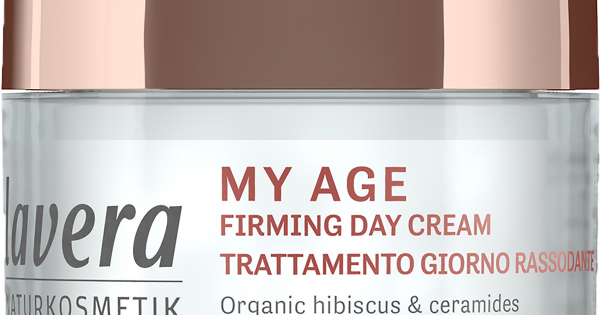 lavera
NATURKOSMETIK
MY AGE
FIRMING DAY CREAM
TRATTAMENTO GIORNO RASSODANTE
Organic hibiscus & ceramides